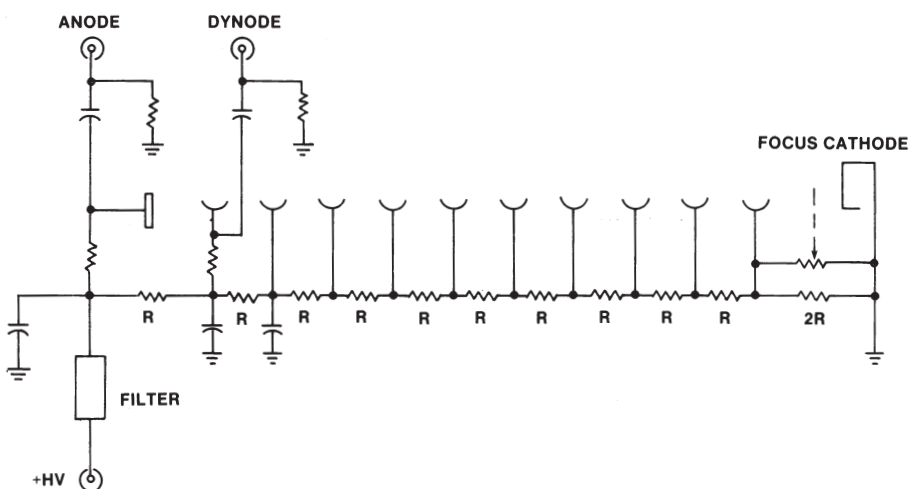 ANODE DYNODE
FOCUS CATHODE
R R R R R R R R R R 2R
FILTER
+HV